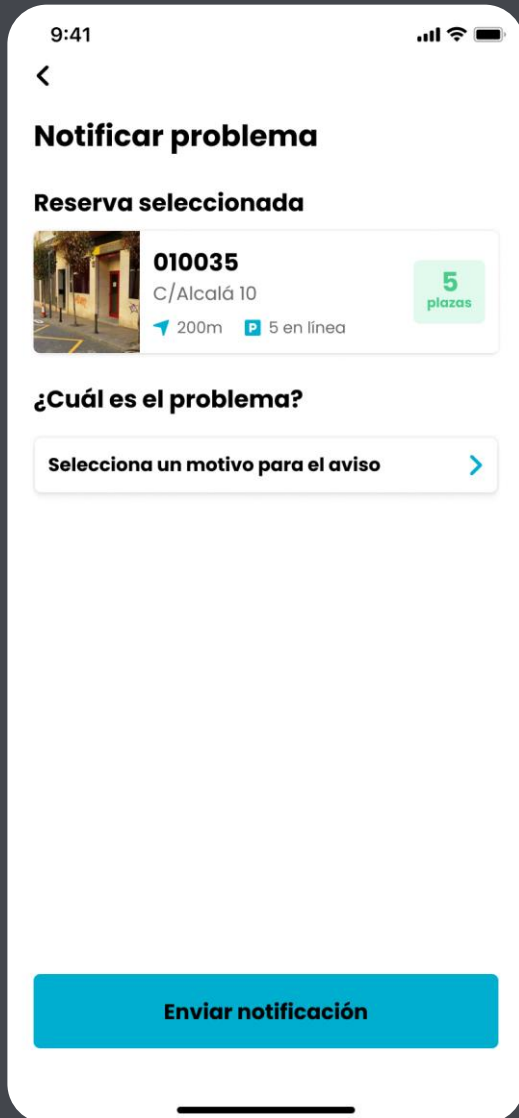 9:41
Notificar problema
Reserva seleccionada
010035
C/Alcalá 10
200m P 5 en línea
5
plazas
¿Cuál es el problema?
Selecciona un motivo para el aviso
Enviar notificación